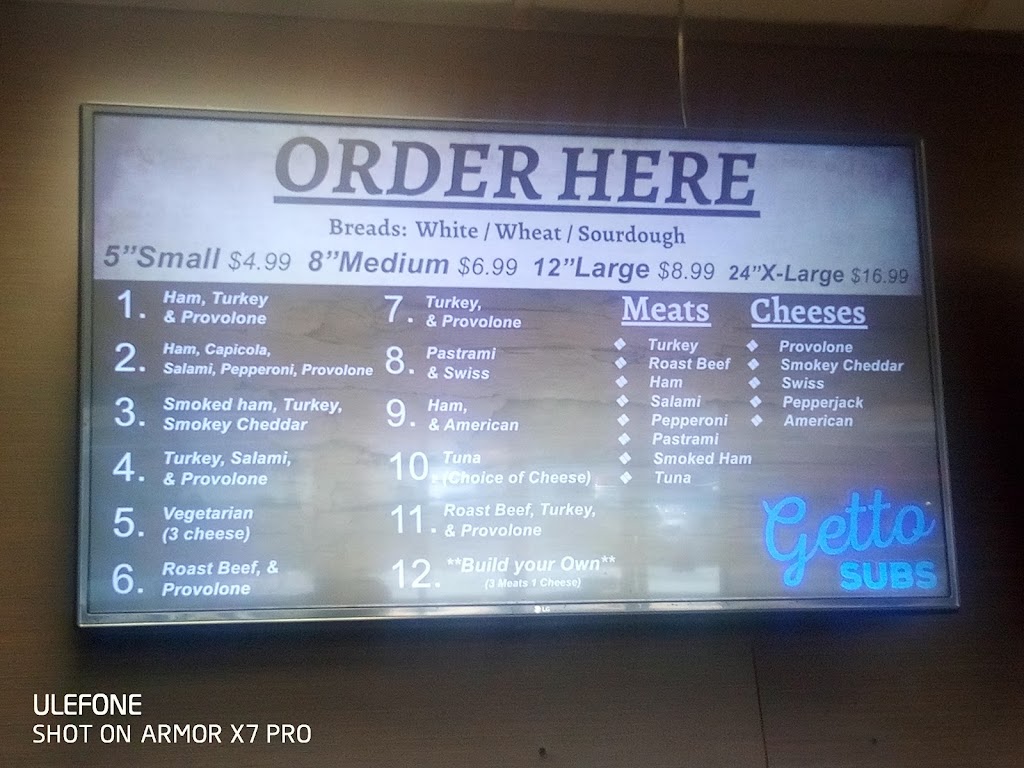 ORDER HERE
Breads: White / Wheat / Sourdough
5"Small $4.99 8"Medium $6.99 12"Large $8.99 24"X-Large $16.99
1. Ham, Turkey
& Provolone
2. Ham, Capicola,
Salami, Pepperoni, Provolone
3. Smoked ham, Turkey,
Smokey Cheddar
4. Turkey, Salami,
& Provolone
5. Vegetarian
(3 cheese)
6. Roast Beef, &
Provolone
7. Turkey,
& Provolone
8. Pastrami
& Swiss
9. Ham,
& American
10. Tuna
(Choice of Cheese)
11. Roast Beef, Turkey,
& Provolone
12. **Build your Own**
(3 Meats 1 Cheese)
Meats
❖ Turkey
❖ Roast Beef
❖ Ham
❖ Salami
❖ Pepperoni
❖ Pastrami
❖ Smoked Ham
❖ Tuna
Cheeses
❖ Provolone
❖ Smokey Cheddar
❖ Swiss
❖ Pepperjack
❖ American
Getto
SUBS
LG
ULEFONE
SHOT ON ARMOR X7 PRO